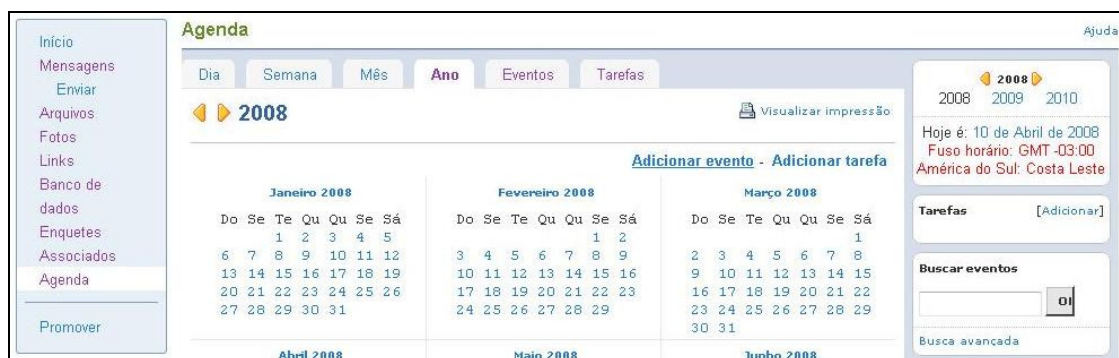 Início
Mensagens
Enviar
Arquivos
Fotos
Links
Banco de
dados
Enquetes
Associados
Agenda
Promover
Agenda
Ajuda
Dia Semana Mês Ano Eventos Tarefas
2008
Visualizar impressão
Adicionar evento - Adicionar tarefa
Janeiro 2008
Do Se Te Qu Qu Se Sá
1 2 3 4 5
6 7 8 9 10 11 12
13 14 15 16 17 18 19
20 21 22 23 24 25 26
27 28 29 30 31
Fevereiro 2008
Do Se Te Qu Qu Se Sá
1 2
3 4 5 6 7 8 9
10 11 12 13 14 15 16
17 18 19 20 21 22 23
24 25 26 27 28 29
Março 2008
Do Se Te Qu Qu Se Sá
1
2 3 4 5 6 7 8
9 10 11 12 13 14 15
16 17 18 19 20 21 22
23 24 25 26 27 28 29
30 31
Abril 2008
Maio 2008
Junho 2008
2008
2008 2009 2010
Hoje é: 10 de Abril de 2008
Fuso horário: GMT -03:00
América do Sul: Costa Leste
Tarefas [Adicionar]
Buscar eventos
Busca avançada